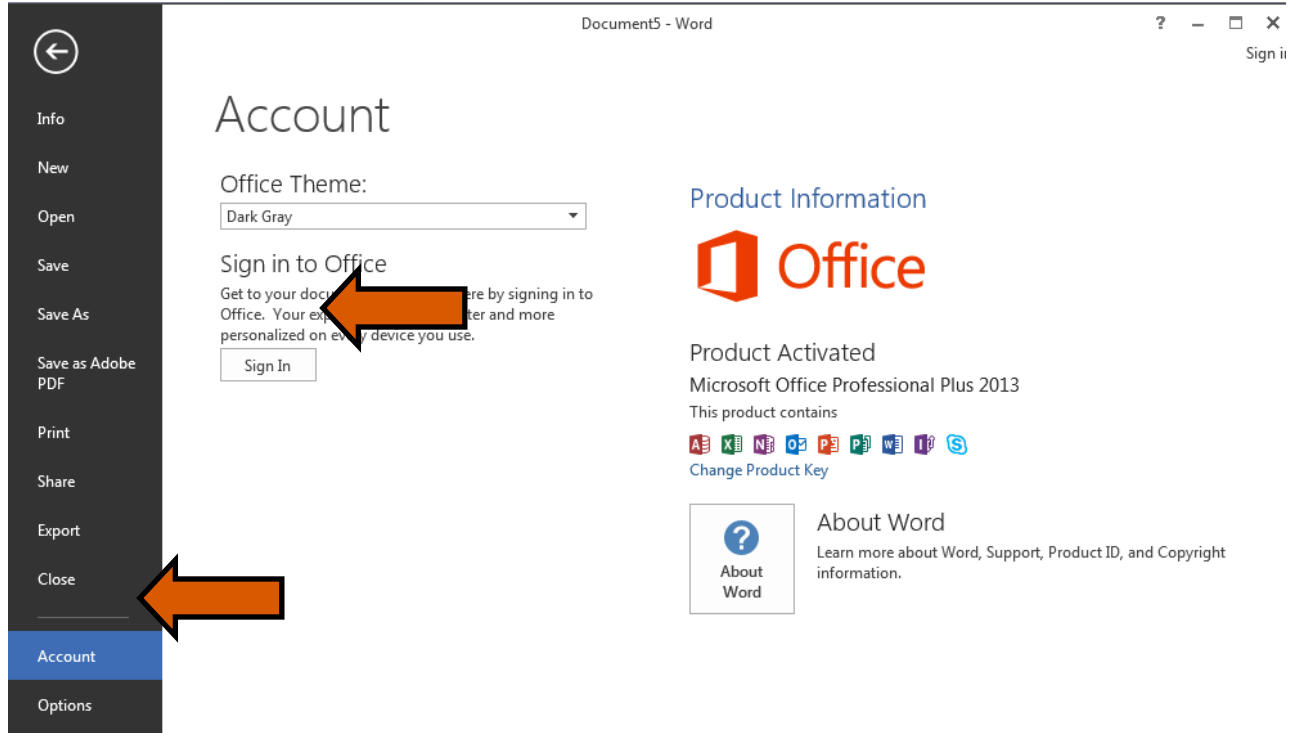 Document5 - Word
?
Sign i
Info
New
Open
Save
Save As
Save as Adobe
PDF
Print
Share
Export
Close
Account
Options
Account
Office Theme:
Dark Gray
Sign in to Office
Get to your docu ere by signing in to
Office. Your exp ter and more
personalized on every device you use.
Sign In
Product Information
Office
Product Activated
Microsoft Office Professional Plus 2013
This product contains
A X N O P P W I S
Change Product Key
?
About
Word
About Word
Learn more about Word, Support, Product ID, and Copyright
information.